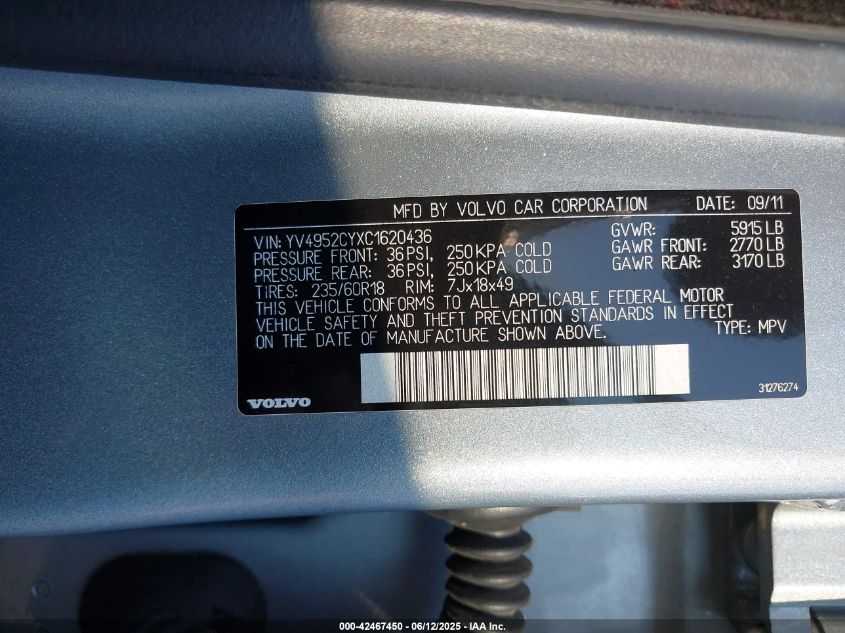 MFD BY VOLVO CAR CORPORATION DATE: 09/11
VIN: YV4952CYXC1620436 GVWR: 5915 LB
PRESSURE FRONT: 36 PSI, 250 KPA COLD GAWR FRONT: 2770 LB
PRESSURE REAR: 36 PSI, 250 KPA COLD GAWR REAR: 3170 LB
TIRES: 235/60R18 RIM: 7Jx18x49
THIS VEHICLE CONFORMS TO ALL APPLICABLE FEDERAL MOTOR
VEHICLE SAFETY AND THEFT PREVENTION STANDARDS IN EFFECT
ON THE DATE OF MANUFACTURE SHOWN ABOVE. TYPE: MPV
VOLVO 31276274
000-42467450 - 06/12/2025 - IAA Inc.